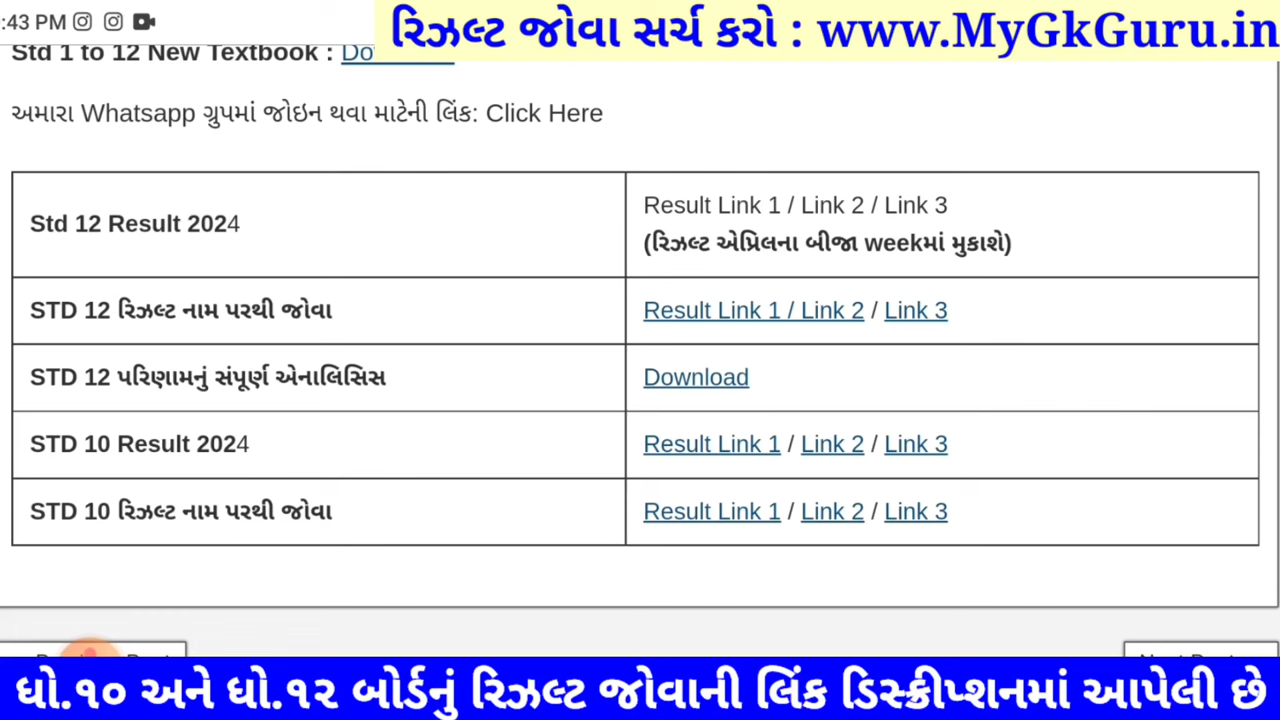 :43 PM
રિઝલ્ટ જોવા સર્ચ કરો : www.MyGkGuru.in
Std 1 to 12 New Textbook :
અમારા Whatsapp ગ્રુપમાં જોઇન થવા માટેની લિંક: Click Here
Std 12 Result 2024
Result Link 1 / Link 2 / Link 3
(રિઝલ્ટ એપ્રિલના બીજા weekમાં મુકાશે)
STD 12 રિઝલ્ટ નામ પરથી જોવા
Result Link 1 / Link 2 / Link 3
STD 12 પરિણામનું સંપૂર્ણ એનાલિસિસ
Download
STD 10 Result 2024
Result Link 1 / Link 2 / Link 3
STD 10 રિઝલ્ટ નામ પરથી જોવા
Result Link 1 / Link 2 / Link 3
ધો.૧૦ અને ધો.૧૨ બોર્ડનું રિઝલ્ટ જોવાની લિંક ડિસ્ક્રીપ્શનમાં આપેલી છે